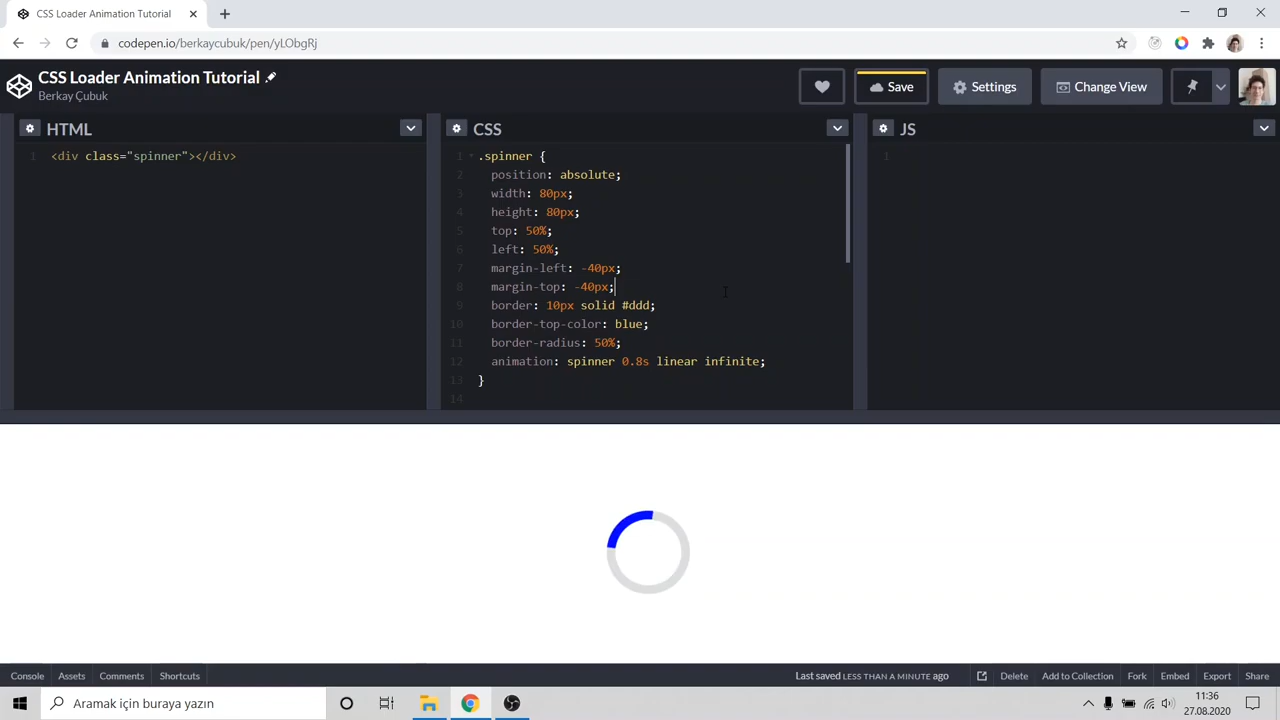 CSS Loader Animation Tutorial
codepen.io/berkaycubuk/pen/yLObgRj
CSS Loader Animation Tutorial
Berkay Çubuk
Save
Settings
Change View
HTML
1 <div class="spinner"></div>
CSS
1 .spinner {
2 position: absolute;
3 width: 80px;
4 height: 80px;
5 top: 50%;
6 left: 50%;
7 margin-left: -40px;
8 margin-top: -40px;
9 border: 10px solid #ddd;
10 border-top-color: blue;
11 border-radius: 50%;
12 animation: spinner 0.8s linear infinite;
13 }
14
JS
1
Console Assets Comments Shortcuts
Last saved LESS THAN A MINUTE ago
Delete Add to Collection Fork Embed Export Share
Aramak için buraya yazın
11:36
27.08.2020